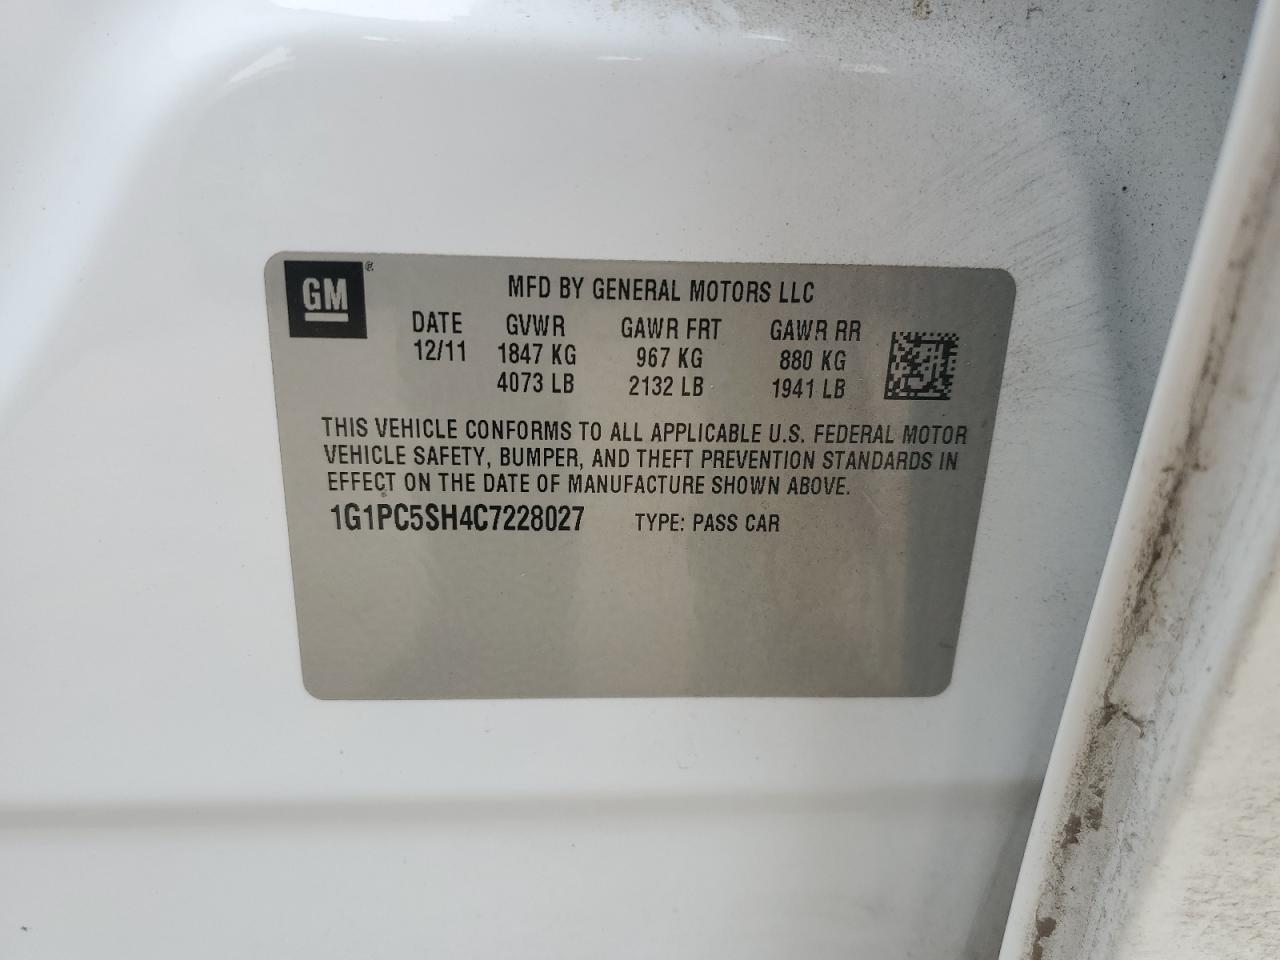 GM ®
MFD BY GENERAL MOTORS LLC
DATE GVWR GAWR FRT GAWR RR
12/11 1847 KG 967 KG 880 KG
4073 LB 2132 LB 1941 LB
THIS VEHICLE CONFORMS TO ALL APPLICABLE U.S. FEDERAL MOTOR
VEHICLE SAFETY, BUMPER, AND THEFT PREVENTION STANDARDS IN
EFFECT ON THE DATE OF MANUFACTURE SHOWN ABOVE.
1G1PC5SH4C7228027 TYPE: PASS CAR